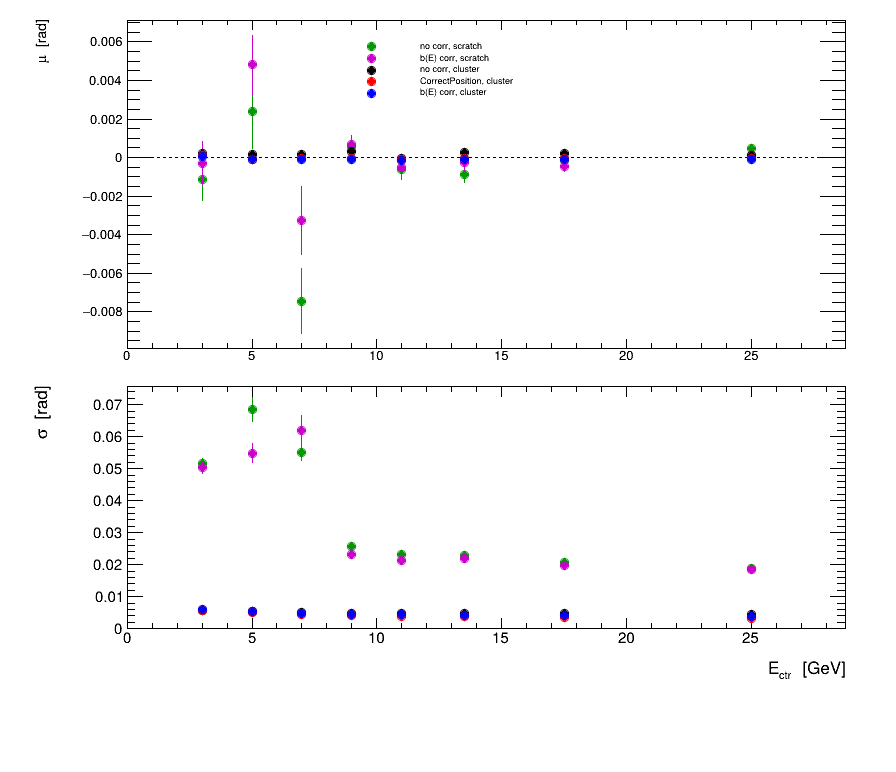 μ [rad]
0.006
0.004
0.002
0
−0.002
−0.004
−0.006
−0.008
no corr, scratch
b(E) corr, scratch
no corr, cluster
CorrectPosition, cluster
b(E) corr, cluster
0 5 10 15 20 25
σ [rad]
0.07
0.06
0.05
0.04
0.03
0.02
0.01
0
0 5 10 15 20 25
E_ctr [GeV]